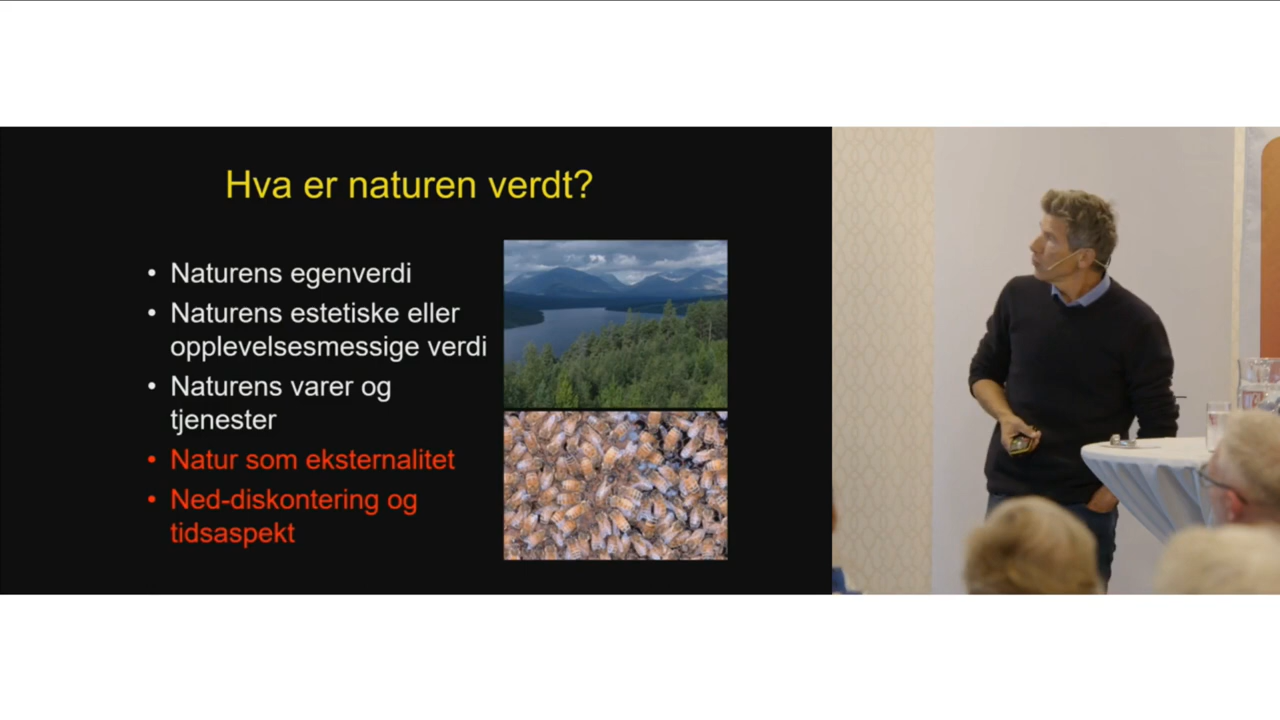 Hva er naturen verdt?
• Naturens egenverdi
• Naturens estetiske eller
opplevelsesmessige verdi
• Naturens varer og
tjenester
• Natur som eksternalitet
• Ned-diskontering og
tidsaspekt